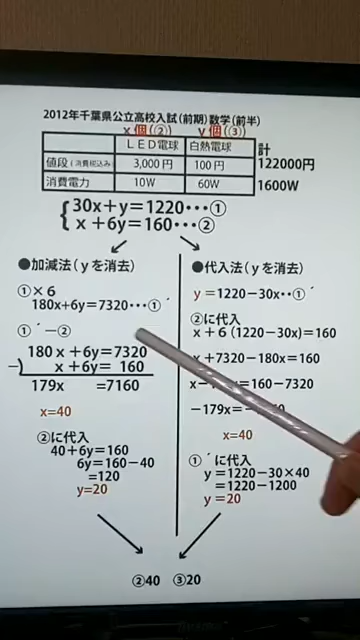 2012年千葉県公立高校入試(前期)数学(前半)
x個(②) y個(③)
LED電球 白熱電球 計
値段(消費税込み) 3,000円 100円 122000円
消費電力 10W 60W 1600W
30x+y=1220･･･①
x+6y=160･･･②
●加減法(yを消去)
①×6
180x+6y=7320･･･①´
①´ー②
180x+6y=7320
－) x+6y= 160
179x =7160
x=40
②に代入
40+6y=160
6y=160−40
=120
y=20
●代入法(yを消去)
y=1220−30x･･①´
②に代入
x+6(1220−30x)=160
x+7320−180x=160
=160−7320
−179x=
x=40
①´に代入
y=1220−30×40
=1220−1200
y=20
②40 ③20